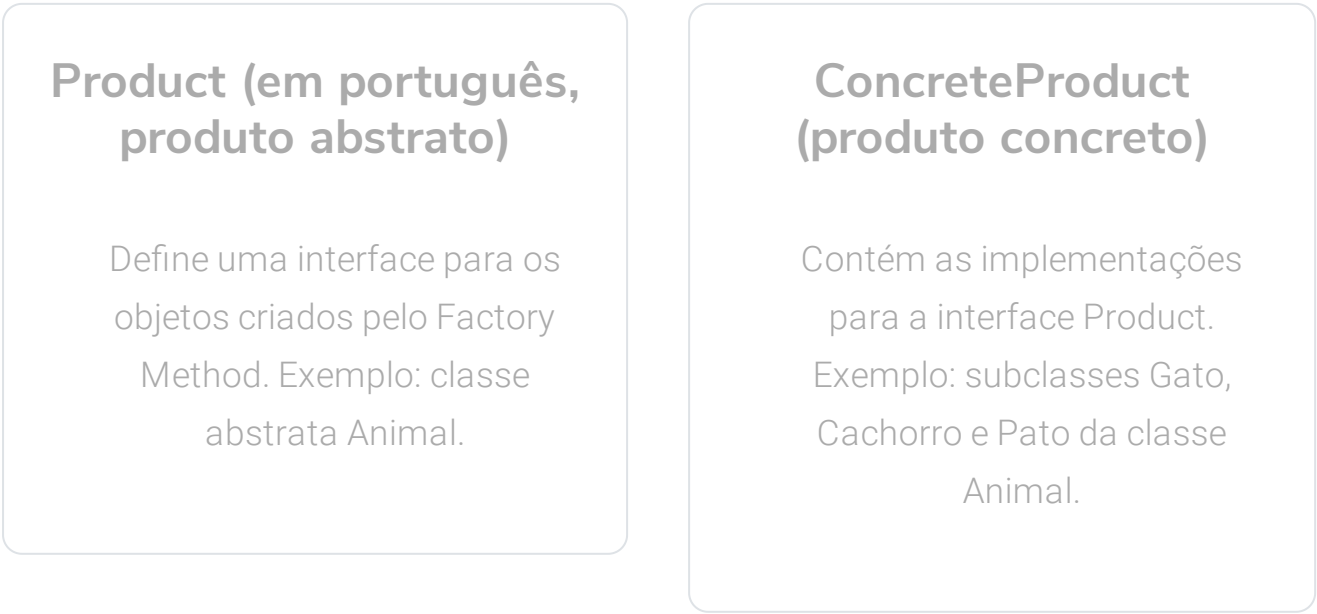 Product (em português,
produto abstrato)
Define uma interface para os
objetos criados pelo Factory
Method. Exemplo: classe
abstrata Animal.
ConcreteProduct
(produto concreto)
Contém as implementações
para a interface Product.
Exemplo: subclasses Gato,
Cachorro e Pato da classe
Animal.